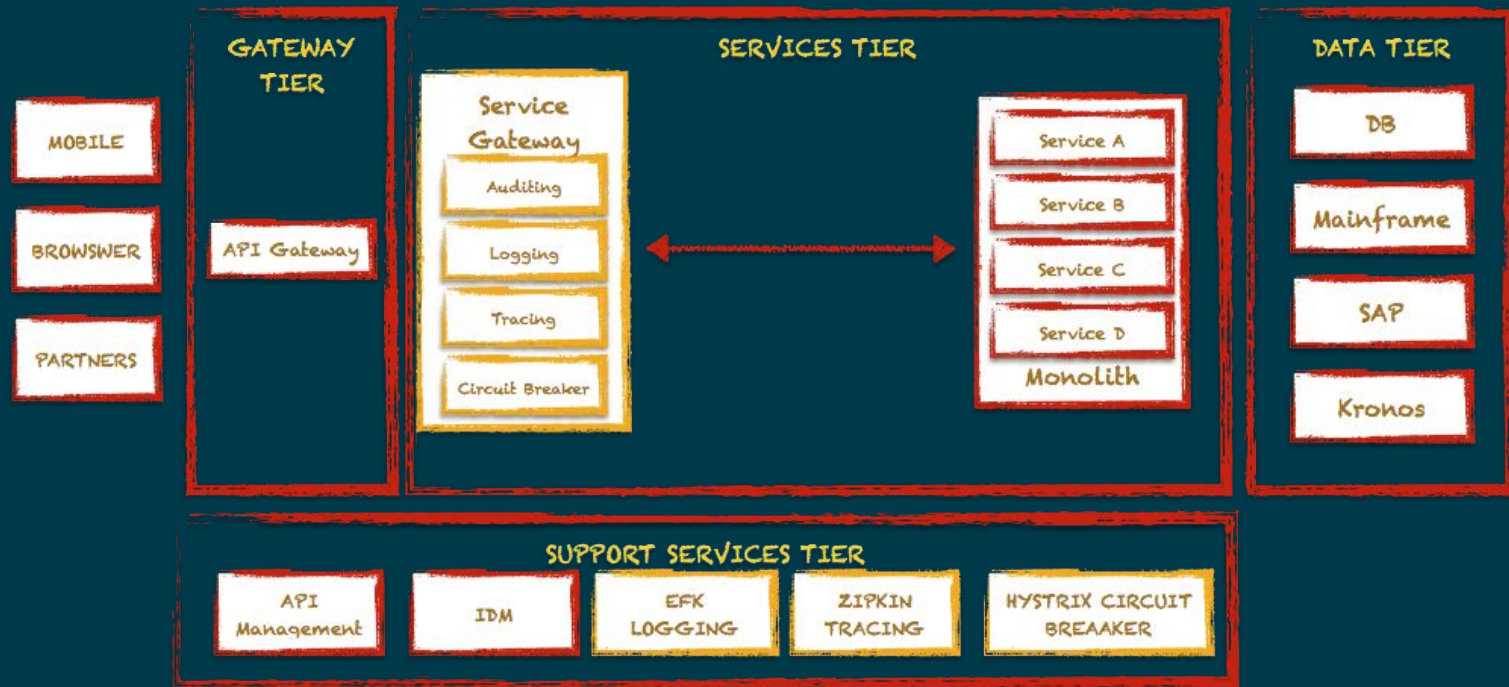 GATEWAY
TIER
SERVICES TIER
DATA TIER
MOBILE
BROWSWER
PARTNERS
API Gateway
Service
Gateway
Auditing
Logging
Tracing
Circuit Breaker
Service A
Service B
Service C
Service D
Monolith
DB
Mainframe
SAP
Kronos
SUPPORT SERVICES TIER
API
Management
IDM
EFK
LOGGING
ZIPKIN
TRACING
HYSTRIX CIRCUIT
BREAAKER